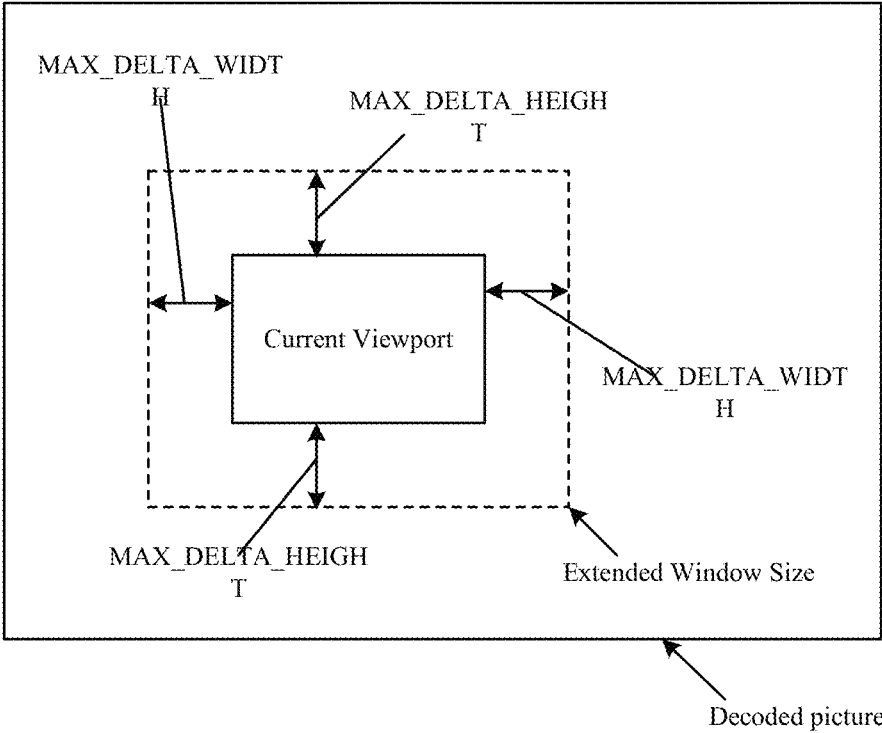 MAX_DELTA_WIDT
H
MAX_DELTA_HEIGH
T
Current Viewport
MAX_DELTA_WIDT
H
MAX_DELTA_HEIGH
T
Extended Window Size
Decoded picture